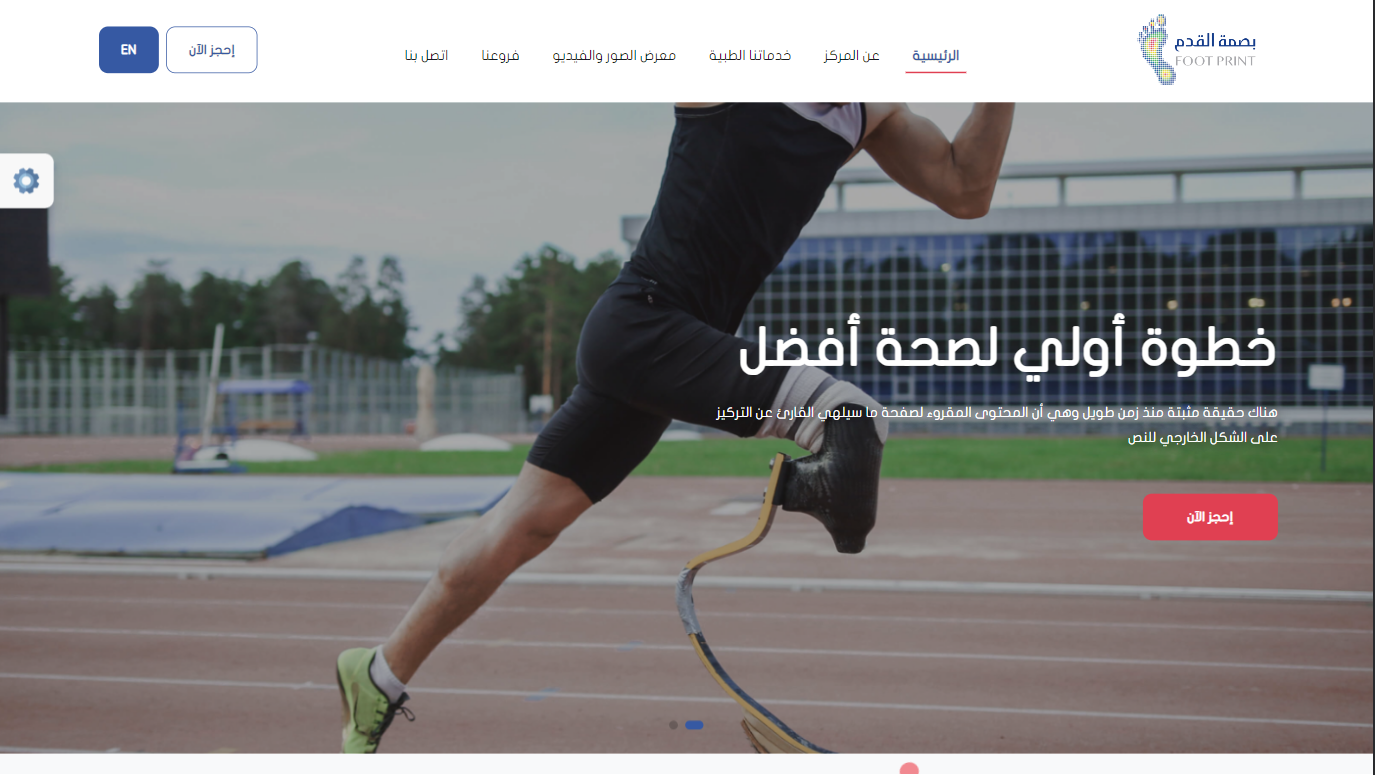 بصمة القدم
FOOT PRINT
الرئيسية
عن المركز
خدماتنا الطبية
معرض الصور والفيديو
فروعنا
اتصل بنا
إحجز الآن
EN
خطوة أولي لصحة أفضل
هناك حقيقة مثبتة منذ زمن طويل وهي أن المحتوى المقروء لصفحة ما سيلهي القارئ عن التركيز
على الشكل الخارجي للنص
إحجز الآن